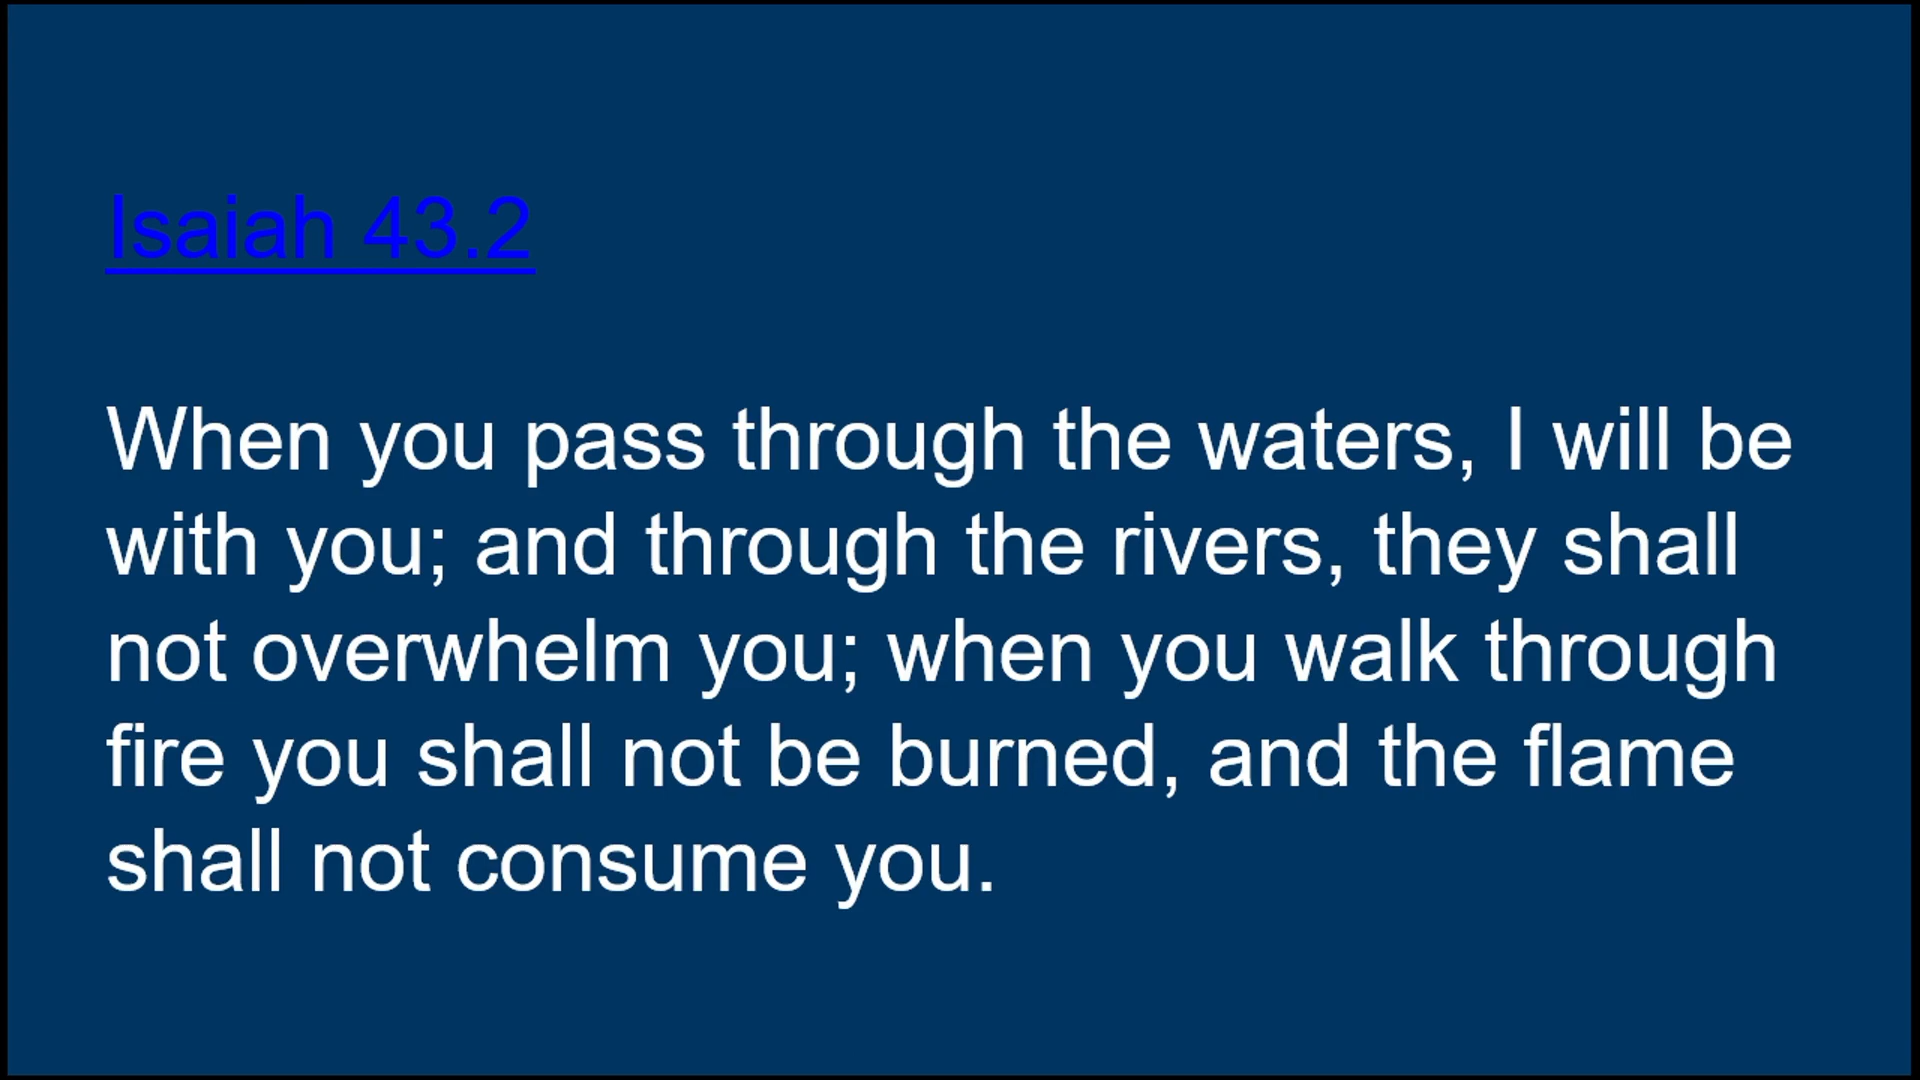 Isaiah 43.2
When you pass through the waters, I will be
with you; and through the rivers, they shall
not overwhelm you; when you walk through
fire you shall not be burned, and the flame
shall not consume you.